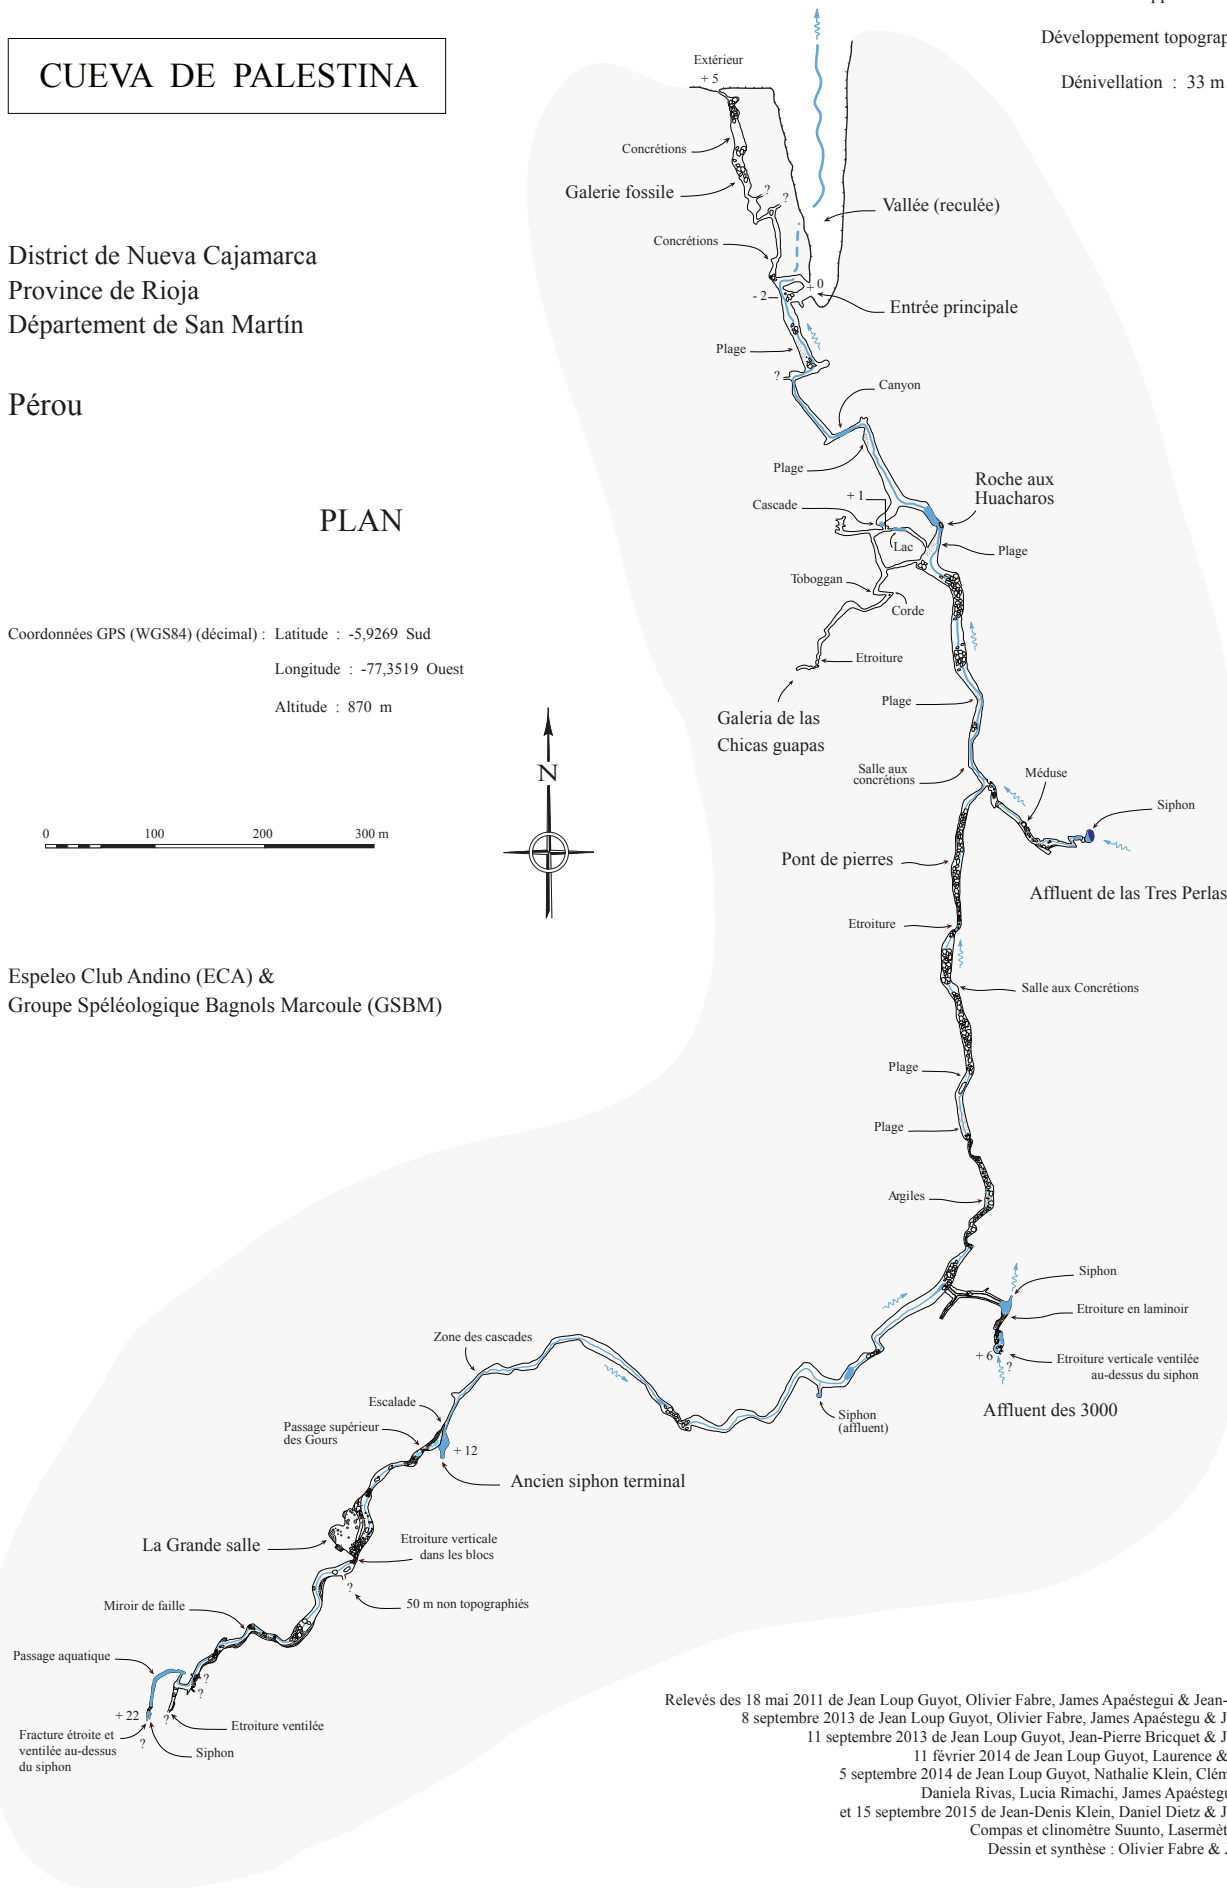 Développement topograp
Dénivellation : 33 m
CUEVA DE PALESTINA
District de Nueva Cajamarca
Province de Rioja
Département de San Martín
Pérou
PLAN
Coordonnées GPS (WGS84) (décimal) : Latitude : -5,9269 Sud
Longitude : -77,3519 Ouest
Altitude : 870 m
0 100 200 300 m
N
Espeleo Club Andino (ECA) &
Groupe Spéléologique Bagnols Marcoule (GSBM)
Extérieur
+ 5
Concrétions
Galerie fossile
?
?
Vallée (reculée)
Concrétions
+ 0
- 2
Entrée principale
Plage
?
Canyon
Plage
Roche aux
Huacharos
+ 1
Cascade
Lac
Plage
Toboggan
Corde
Etroiture
Plage
Galeria de las
Chicas guapas
Salle aux
concrétions
Méduse
Siphon
Pont de pierres
Affluent de las Tres Perlas
Etroiture
Salle aux Concrétions
Plage
Plage
Argiles
Siphon
Etroiture en laminoir
+ 6
?
Etroiture verticale ventilée
au-dessus du siphon
Affluent des 3000
Zone des cascades
Escalade
Passage supérieur
des Gours
+ 12
Siphon
(affluent)
Ancien siphon terminal
La Grande salle
Etroiture verticale
dans les blocs
?
50 m non topographiés
Miroir de faille
Passage aquatique
?
?
+ 22
?
Etroiture ventilée
Fracture étroite et
ventilée au-dessus
du siphon
?
Siphon
Relevés des 18 mai 2011 de Jean Loup Guyot, Olivier Fabre, James Apaéstegui & Jean-
8 septembre 2013 de Jean Loup Guyot, Olivier Fabre, James Apaéstegu & J
11 septembre 2013 de Jean Loup Guyot, Jean-Pierre Bricquet & J
11 février 2014 de Jean Loup Guyot, Laurence &
5 septembre 2014 de Jean Loup Guyot, Nathalie Klein, Clém
Daniela Rivas, Lucia Rimachi, James Apaéstegu
et 15 septembre 2015 de Jean-Denis Klein, Daniel Dietz & J
Compas et clinomètre Suunto, Lasermèt
Dessin et synthèse : Olivier Fabre & J